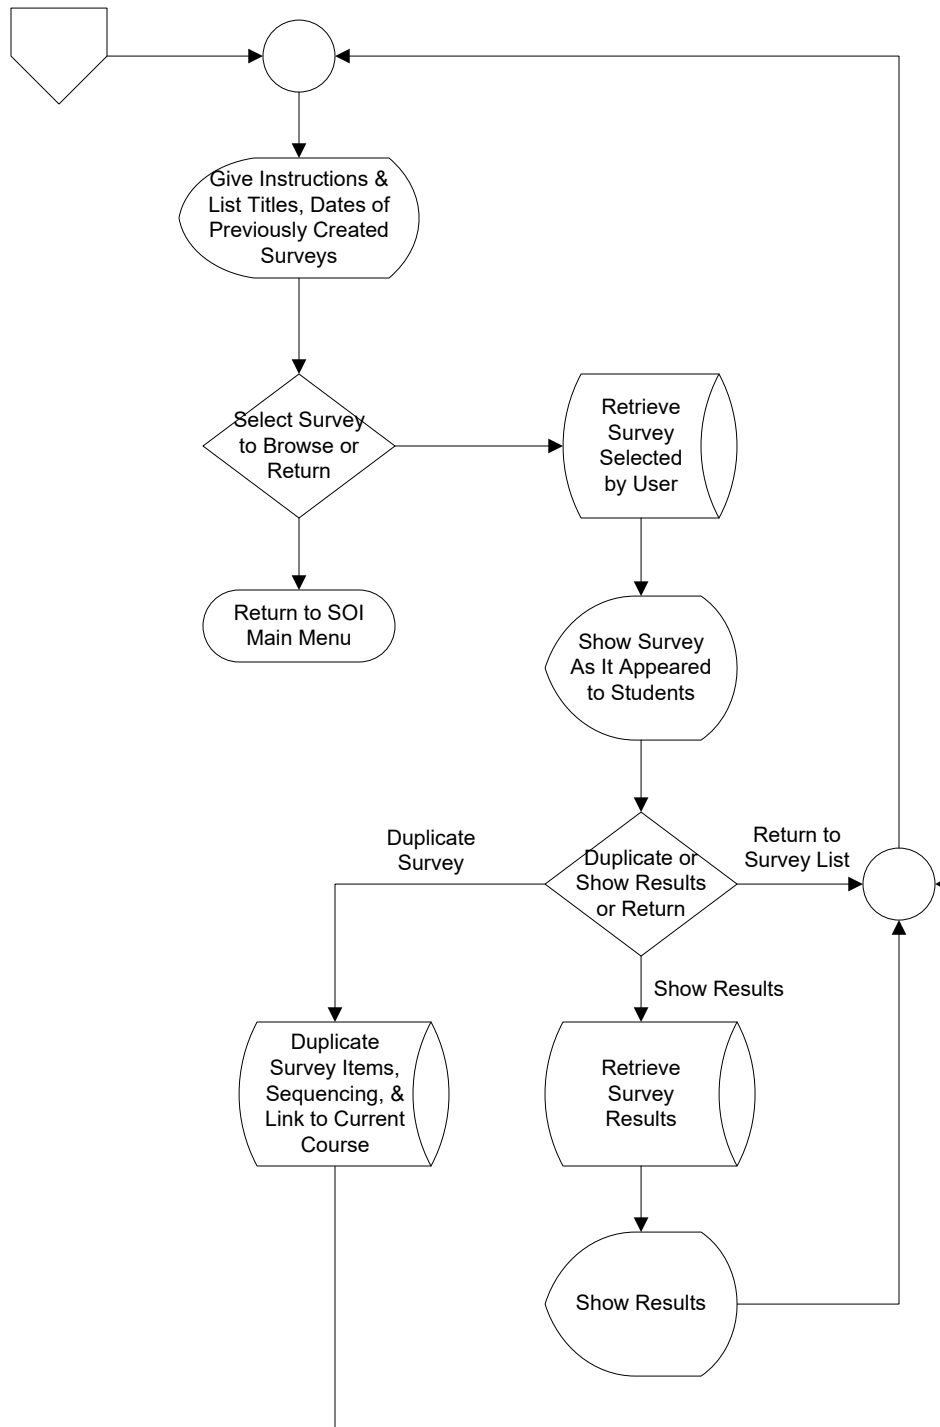 Give Instructions &
List Titles, Dates of
Previously Created
Surveys
Select Survey
to Browse or
Return
Retrieve
Survey
Selected
by User
Return to SOI
Main Menu
Show Survey
As It Appeared
to Students
Duplicate
Survey
Duplicate or
Show Results
or Return
Return to
Survey List
Show Results
Duplicate
Survey Items,
Sequencing, &
Link to Current
Course
Retrieve
Survey
Results
Show Results